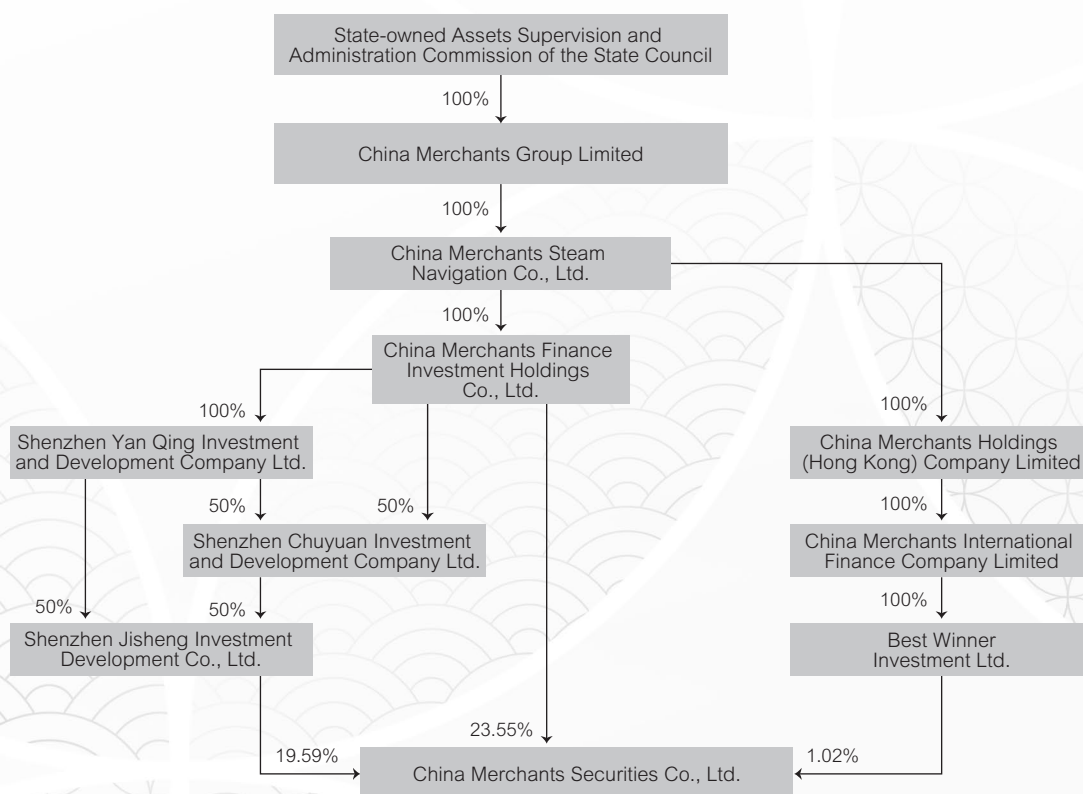 State-owned Assets Supervision and
Administration Commission of the State Council
100%
China Merchants Group Limited
100%
China Merchants Steam
Navigation Co., Ltd.
100%
China Merchants Finance
Investment Holdings
Co., Ltd.
100%
100%
Shenzhen Yan Qing Investment
and Development Company Ltd.
China Merchants Holdings
(Hong Kong) Company Limited
50%
50%
100%
Shenzhen Chuyuan Investment
and Development Company Ltd.
China Merchants International
Finance Company Limited
50%
50%
100%
Shenzhen Jisheng Investment
Development Co., Ltd.
Best Winner
Investment Ltd.
23.55%
19.59%
1.02%
China Merchants Securities Co., Ltd.